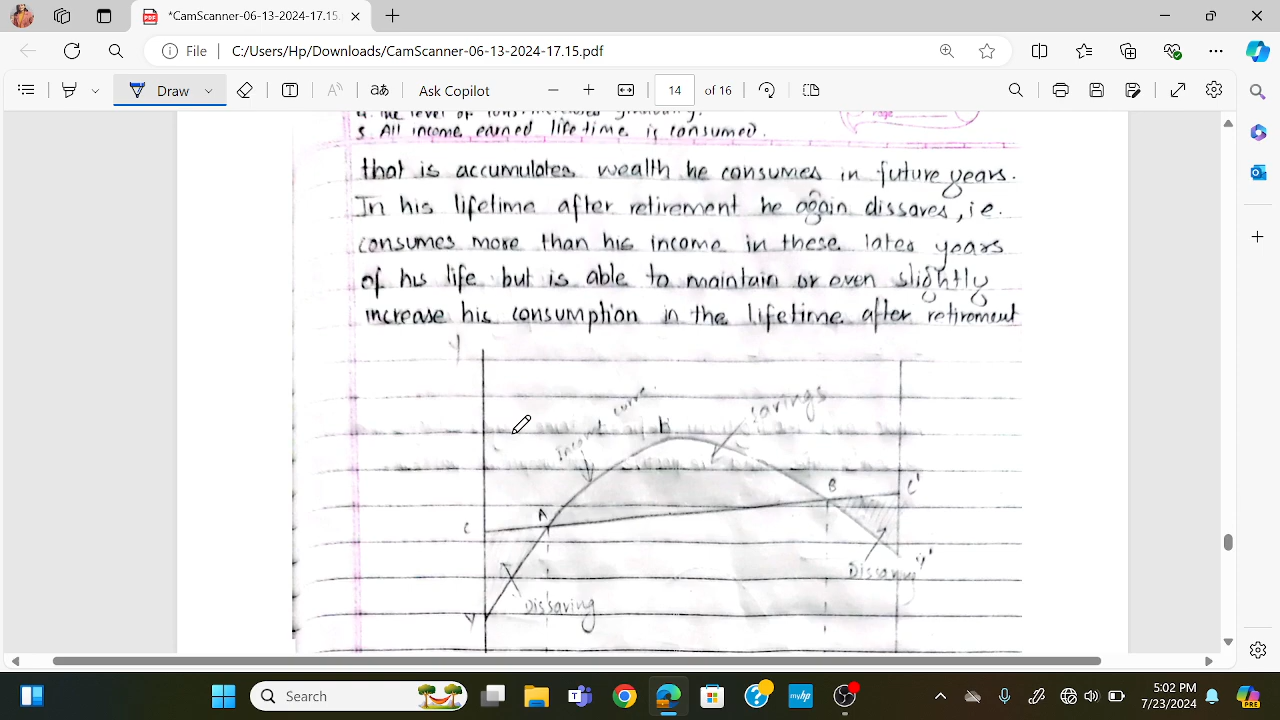 CamScanner-06-13-2024-17.15.
File C:/Users/Hp/Downloads/CamScanner-06-13-2024-17.15.pdf
Draw Ask Copilot 14 of 16
5. All income earned life time is consumed.
that is accumulates wealth he consumes in future years.
In his lifetime after retirement he again dissaves, i.e.
consumes more than his income in these later years
of his life but is able to maintain or even slightly
increase his consumption in the lifetime after retirement
Y
curve
savings
H
Income
B
C'
A
C
Y'
Dissaving
Dissaving
Y
Search
5:02 PM
7/23/2024